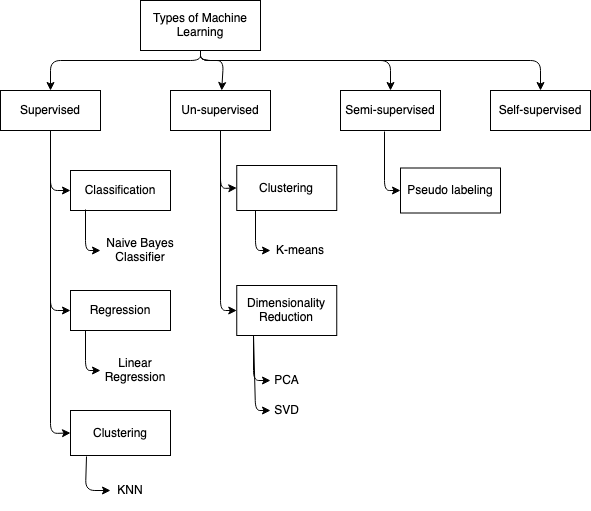 Types of Machine
Learning
Supervised
Un-supervised
Semi-supervised
Self-supervised
Classification
Naive Bayes
Classifier
Regression
Linear
Regression
Clustering
KNN
Clustering
K-means
Dimensionality
Reduction
PCA
SVD
Pseudo labeling